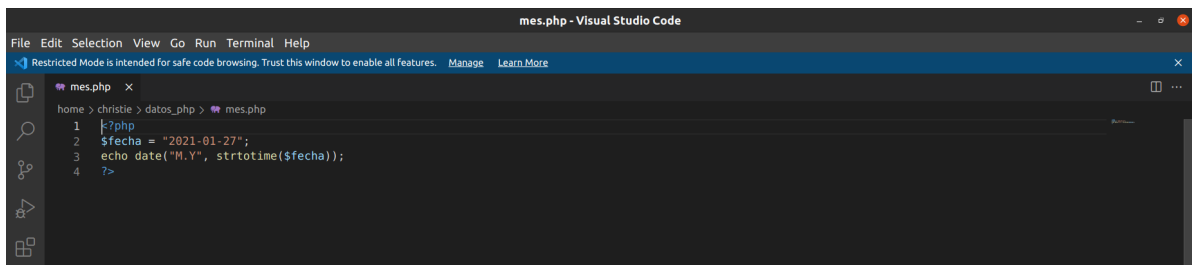 mes.php - Visual Studio Code
File Edit Selection View Go Run Terminal Help
Restricted Mode is intended for safe code browsing. Trust this window to enable all features. Manage Learn More
mes.php
home > christie > datos_php > mes.php
1 <?php
2 $fecha = "2021-01-27";
3 echo date("M.Y", strtotime($fecha));
4 ?>